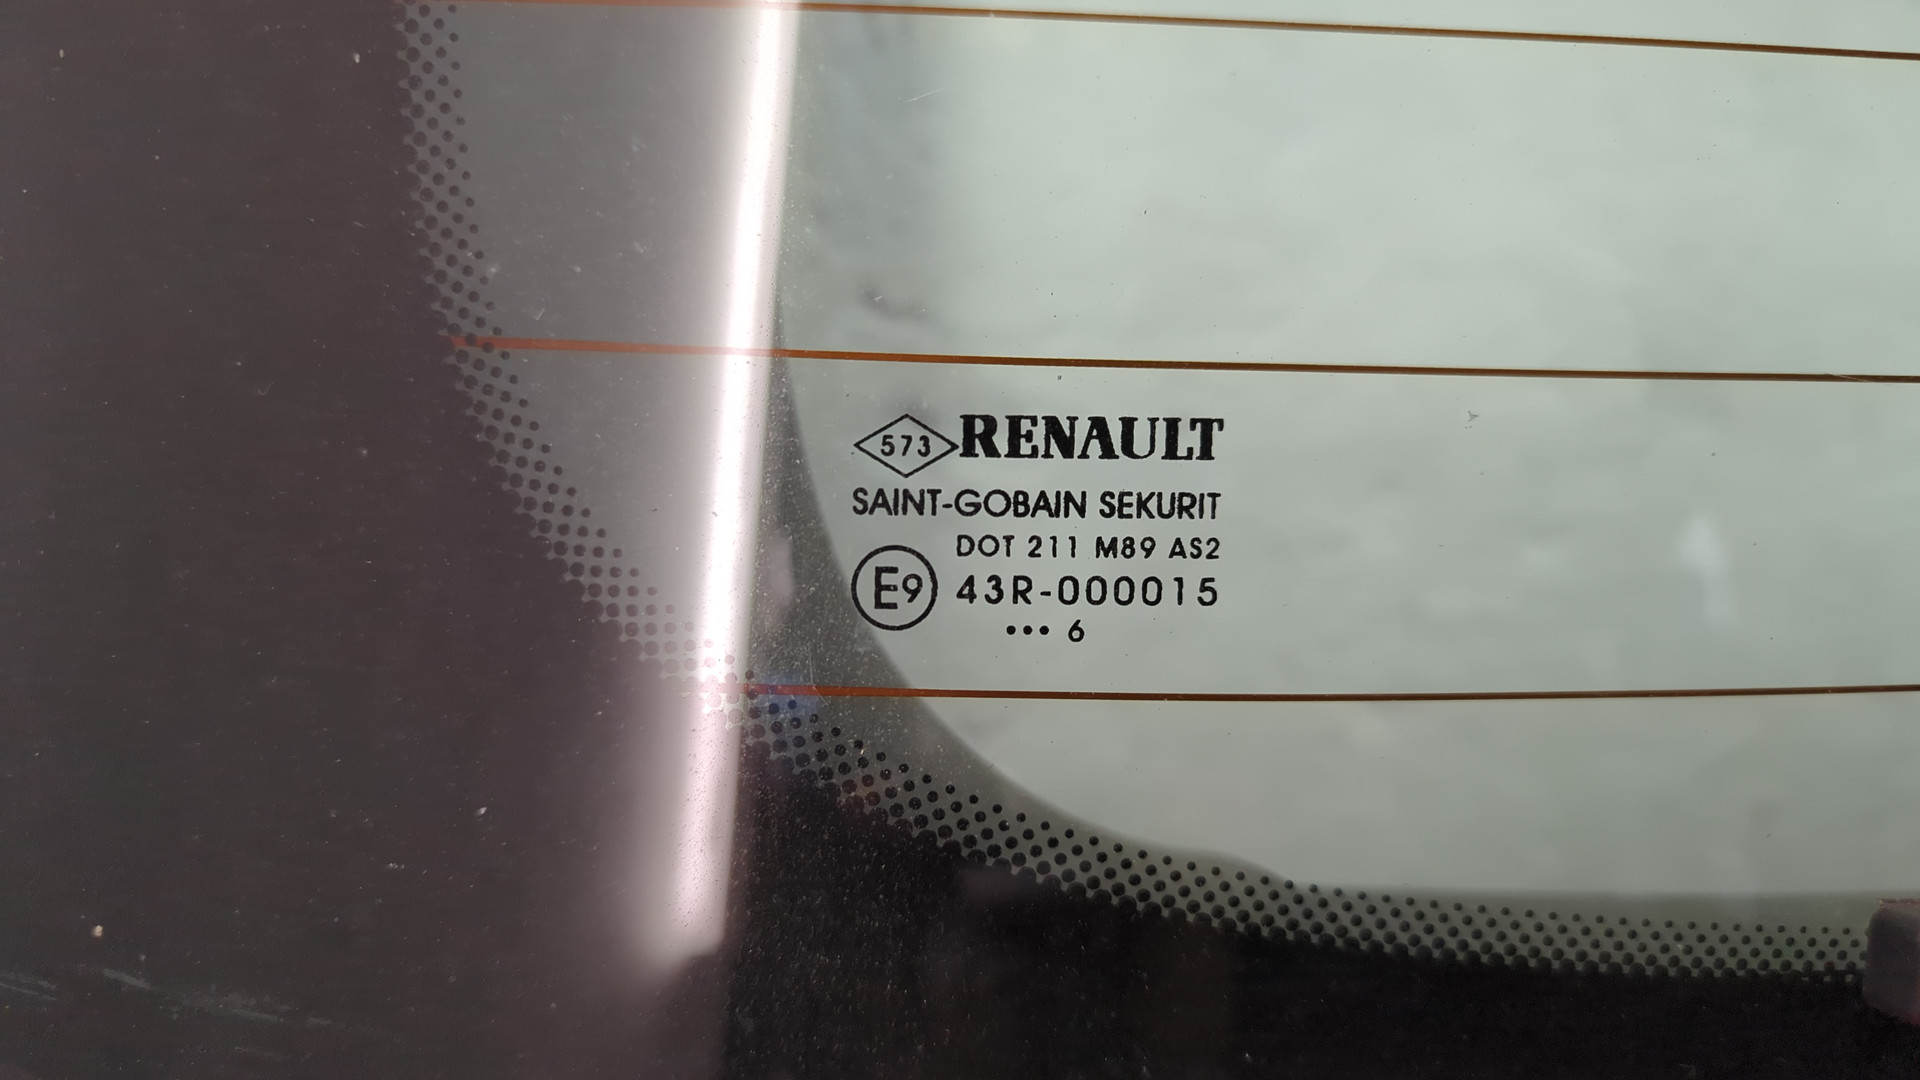 573 RENAULT
SAINT-GOBAIN SEKURIT
DOT 211 M89 AS2
E9 43R-000015
••• 6